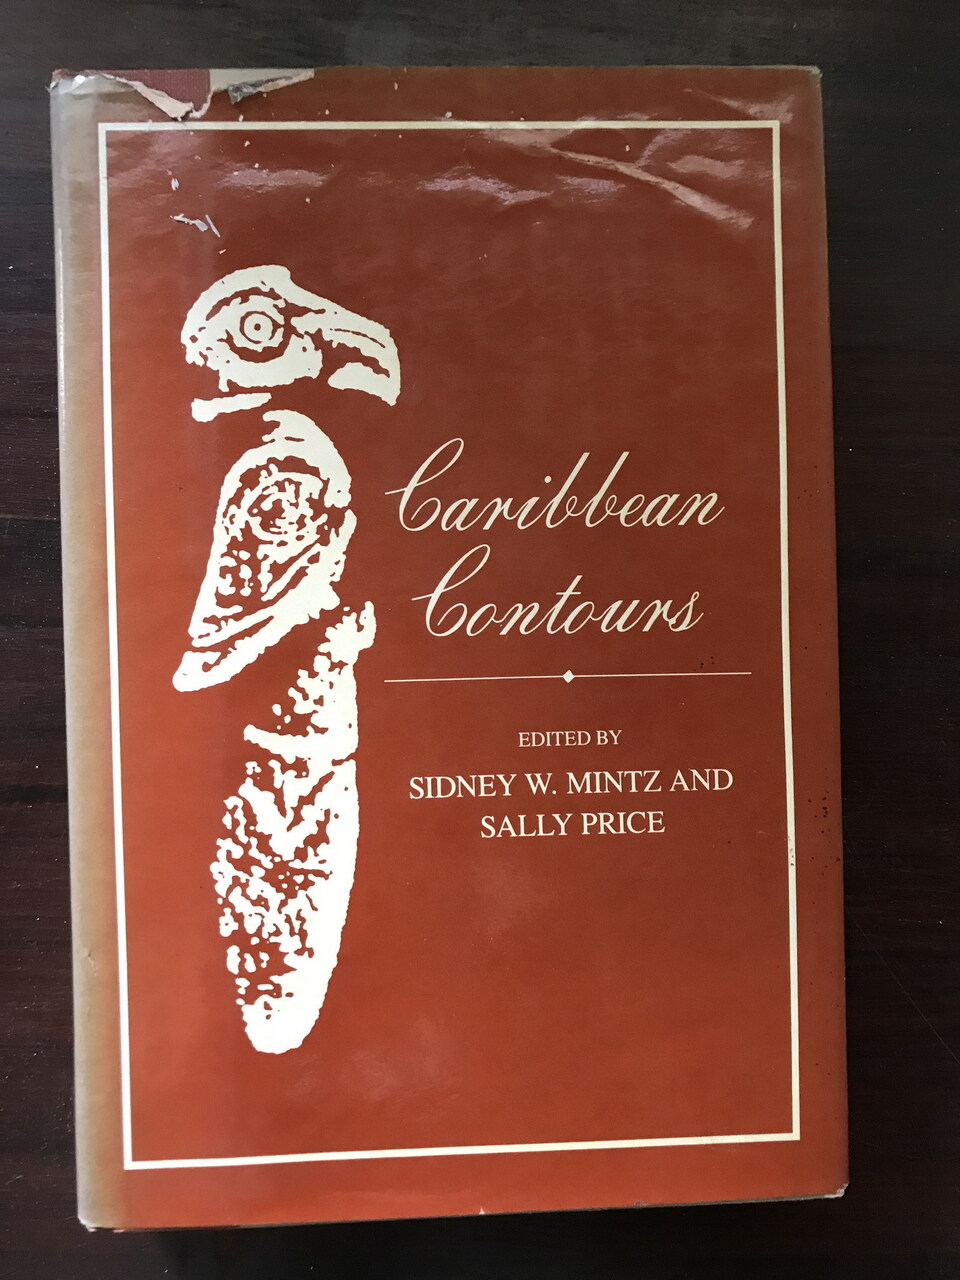 Caribbean
Contours
EDITED BY
SIDNEY W. MINTZ AND
SALLY PRICE